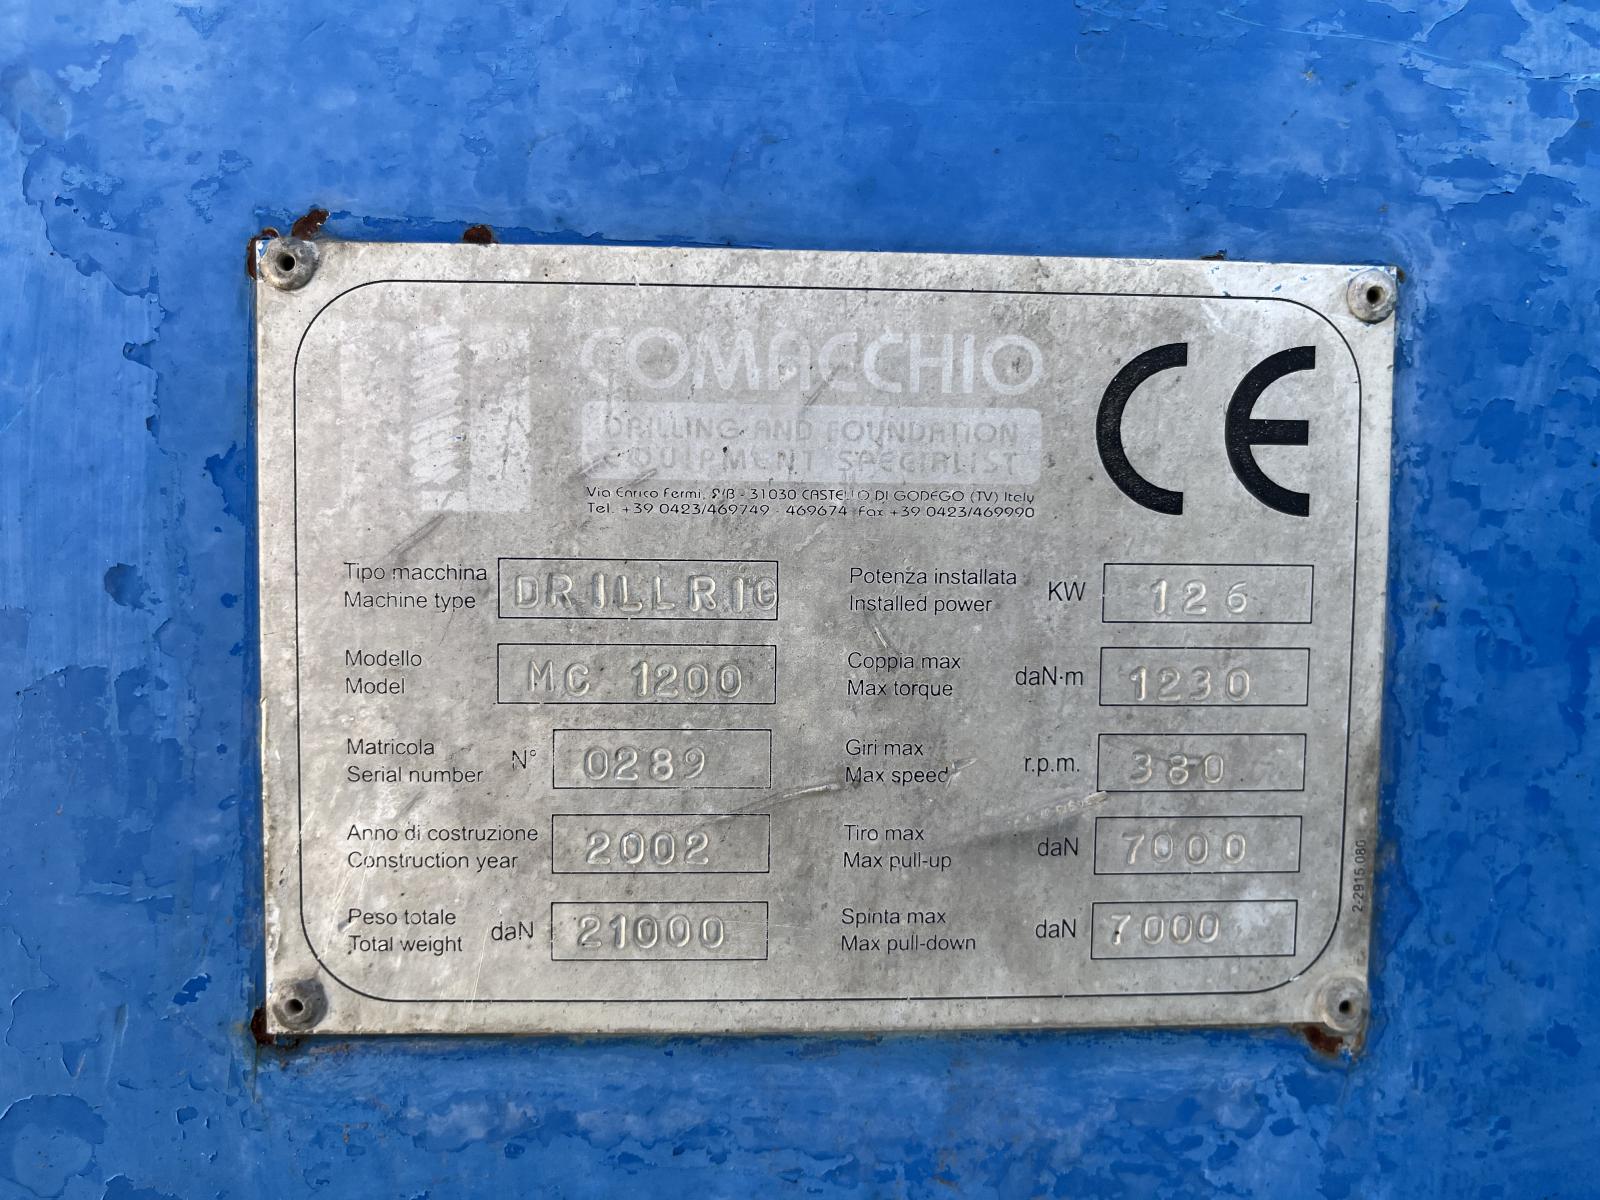 COMACCHIO
DRILLING AND FOUNDATION
EQUIPMENT SPECIALIST
Via Enrico Fermi, 9/B - 31030 CASTELLO DI GODEGO (TV) Italy
Tel. +39 0423/469749 - 469674 Fax +39 0423/469990
CE
Tipo macchina
Machine type
DRILLRIG
Modello
Model
MC 1200
Matricola
Serial number
N° 0289
Anno di costruzione
Construction year
2002
Peso totale
Total weight
daN 21000
Potenza installata
Installed power
KW 126
Coppia max
Max torque
daN·m 1230
Giri max
Max speed
r.p.m. 380
Tiro max
Max pull-up
daN 7000
Spinta max
Max pull-down
daN 7000
2-2915.080